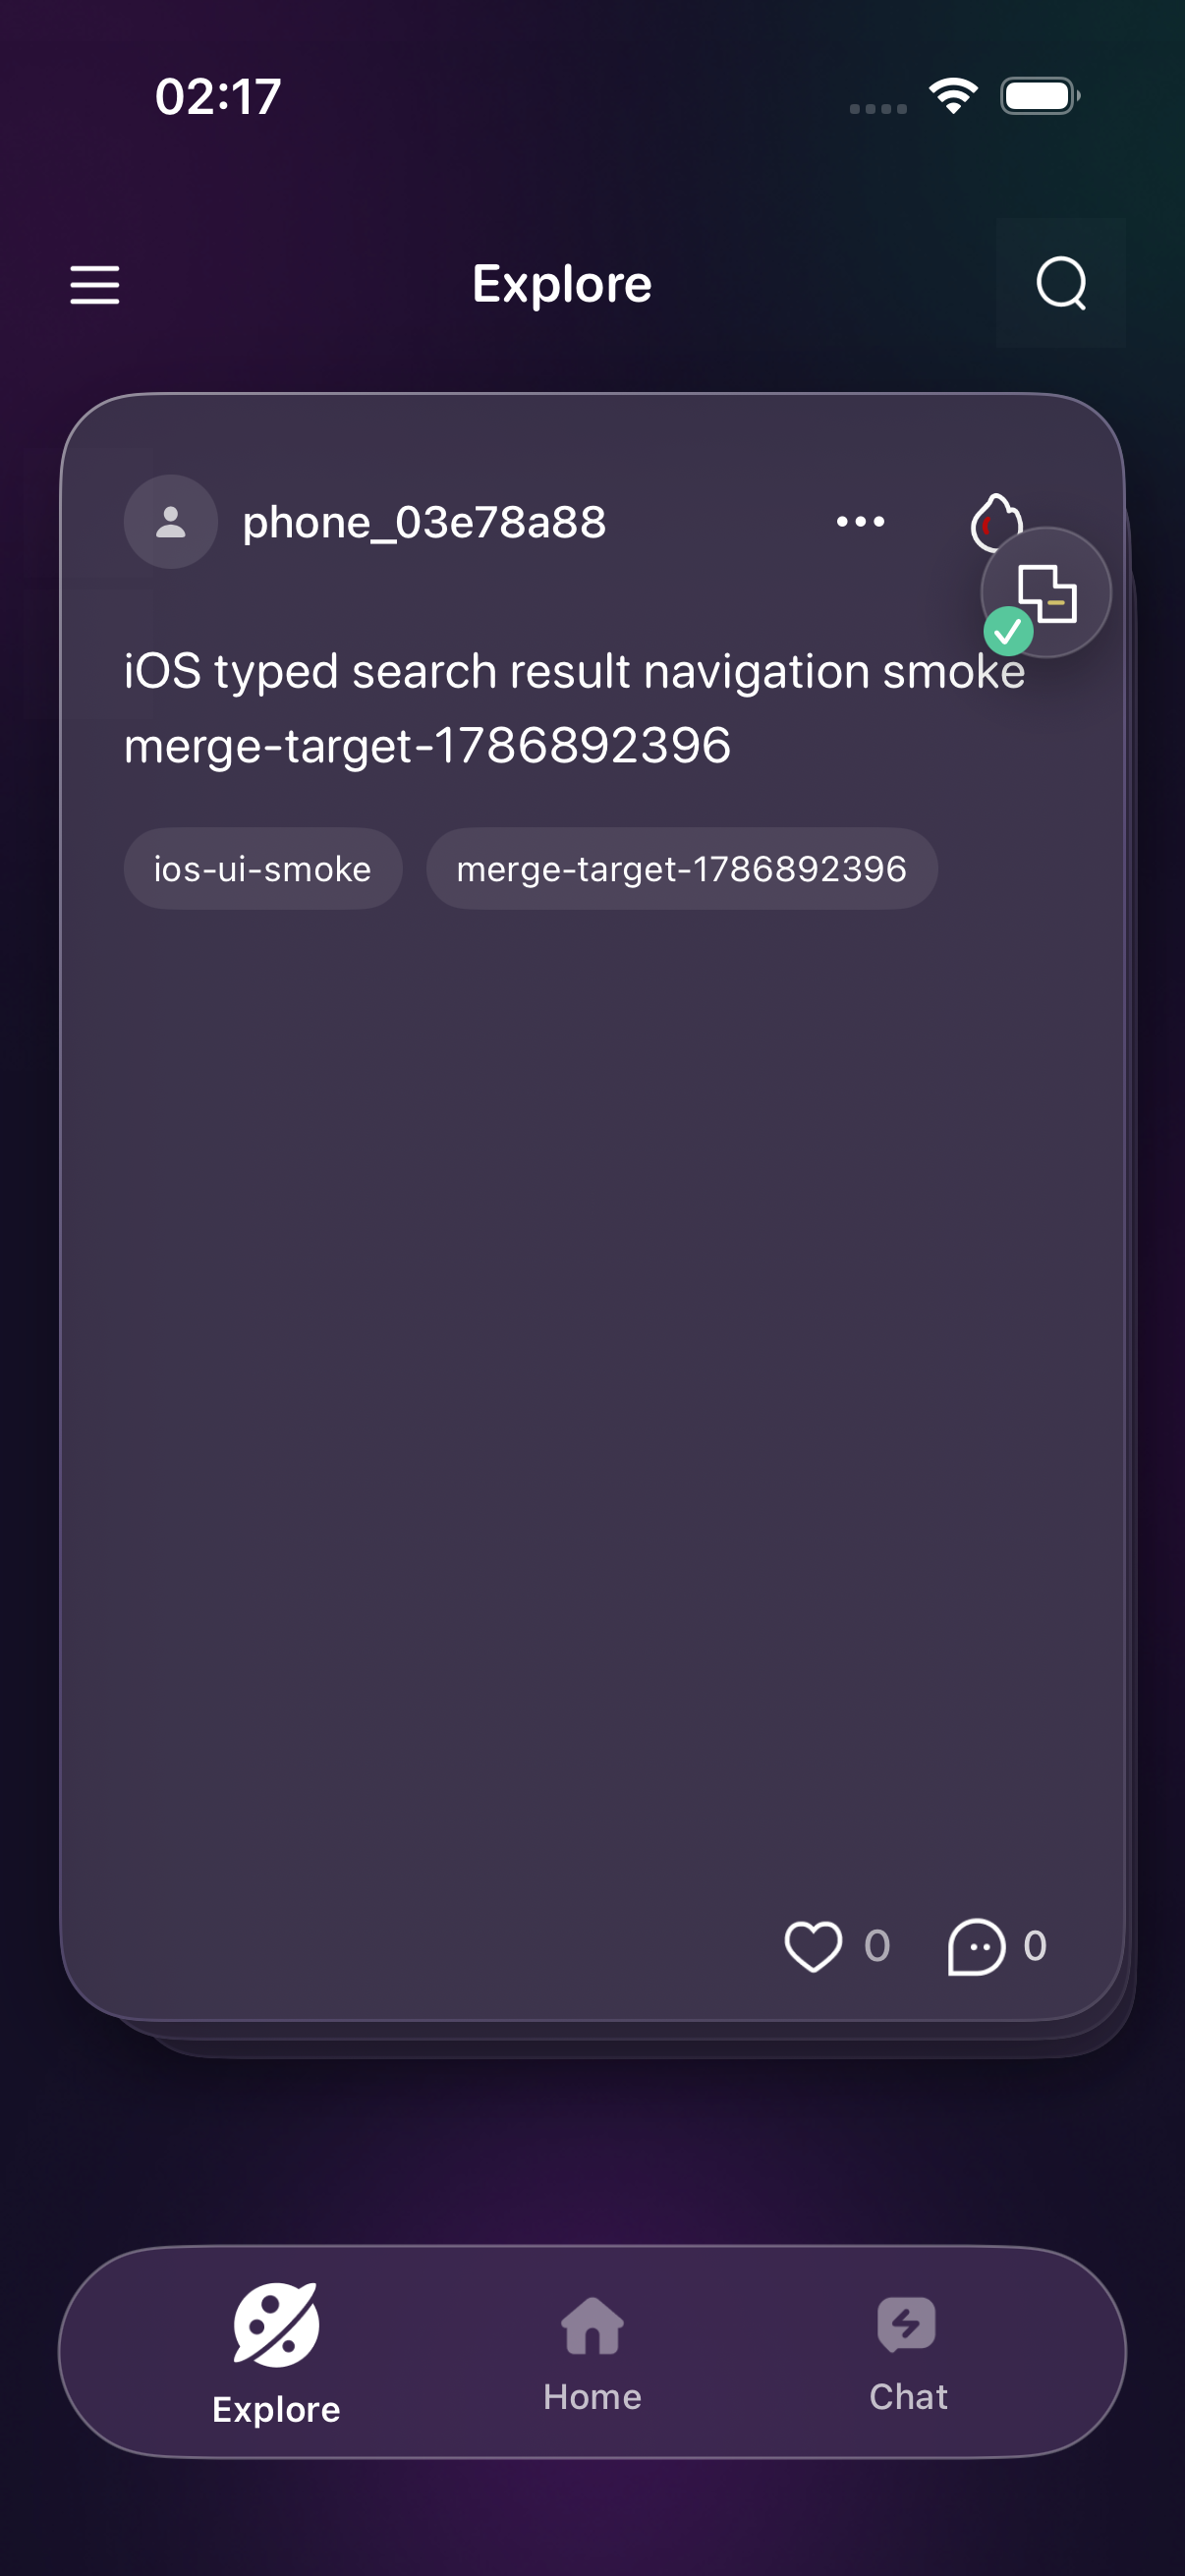 02:17
Explore
phone_03e78a88
iOS typed search result navigation smoke
merge-target-1786892396
ios-ui-smoke
merge-target-1786892396
0
0
Explore
Home
Chat